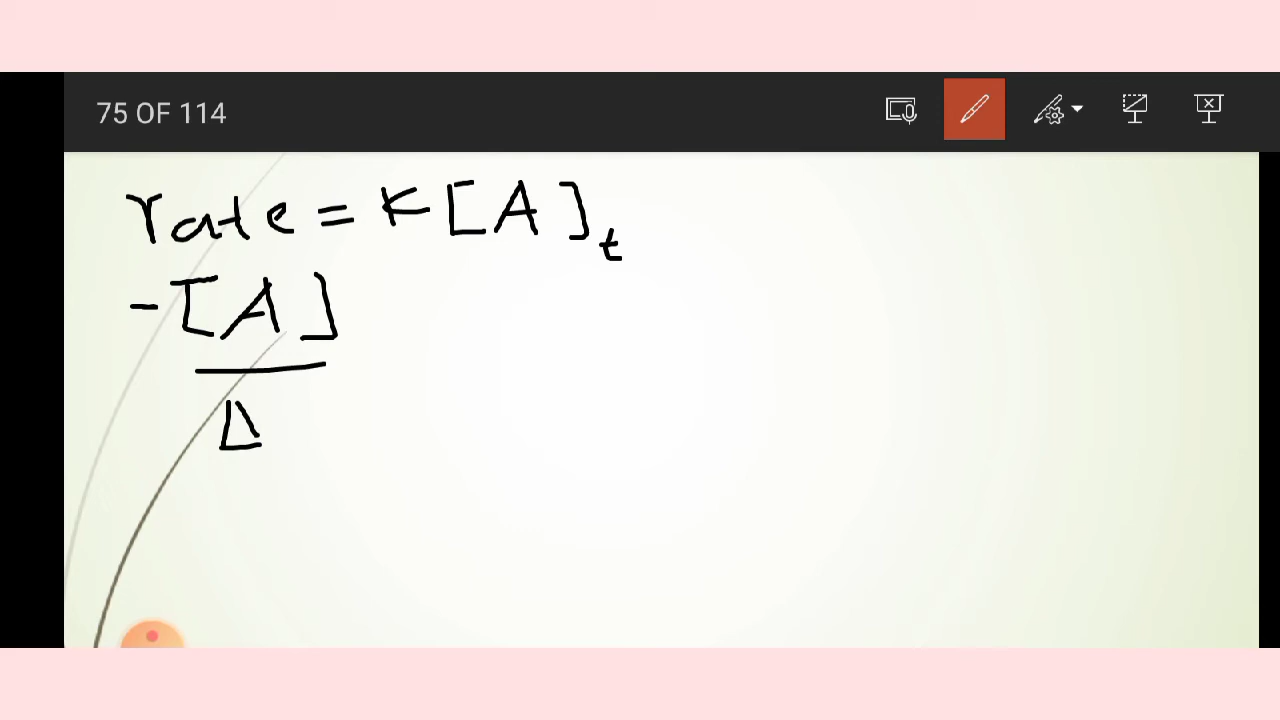 75 OF 114
rate = K[A]t
-[A]
Δ